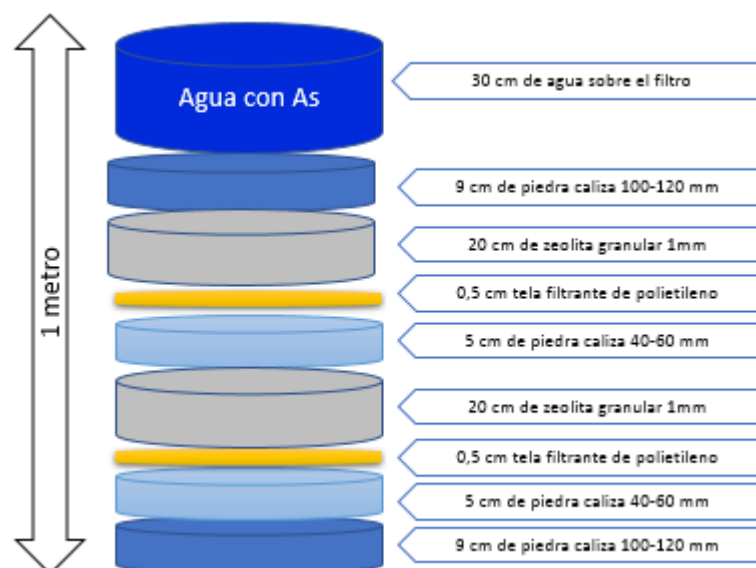 Agua con As
30 cm de agua sobre el filtro
9 cm de piedra caliza 100-120 mm
20 cm de zeolita granular 1mm
0,5 cm tela filtrante de polietileno
5 cm de piedra caliza 40-60 mm
1 metro
20 cm de zeolita granular 1mm
0,5 cm tela filtrante de polietileno
5 cm de piedra caliza 40-60 mm
9 cm de piedra caliza 100-120 mm